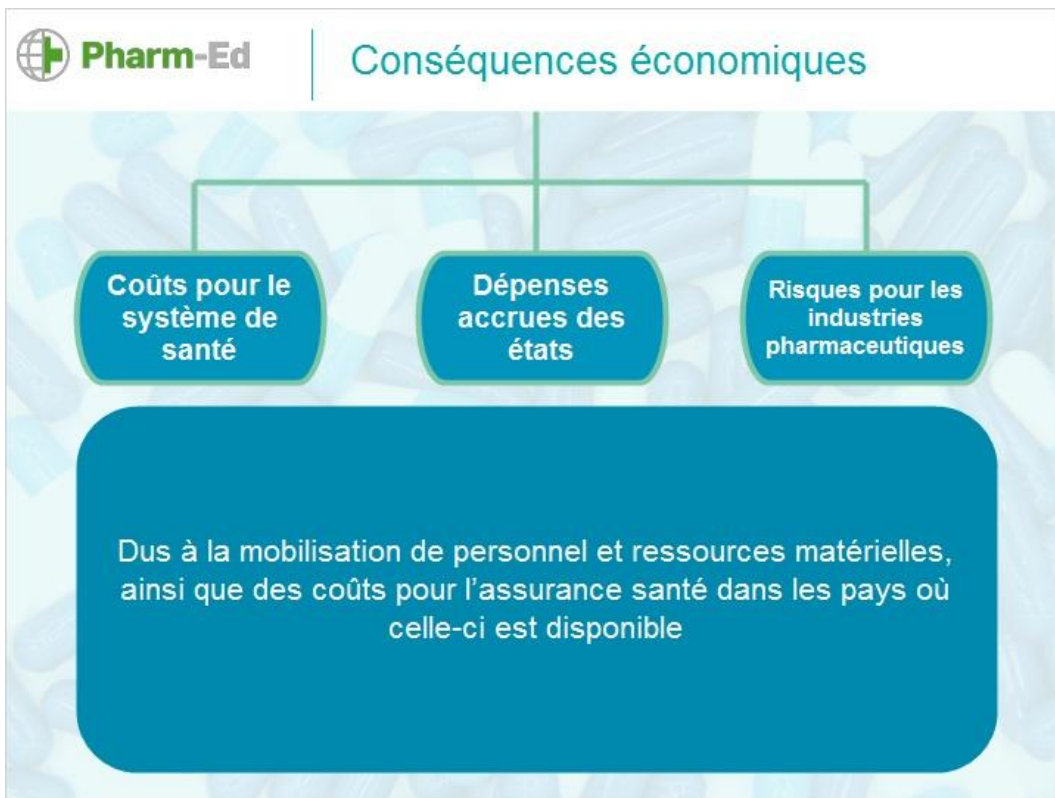 Pharm-Ed
Conséquences économiques
Coûts pour le
système de
santé
Dépenses
accrues des
états
Risques pour les
industries
pharmaceutiques
Dus à la mobilisation de personnel et ressources matérielles,
ainsi que des coûts pour l'assurance santé dans les pays où
celle-ci est disponible